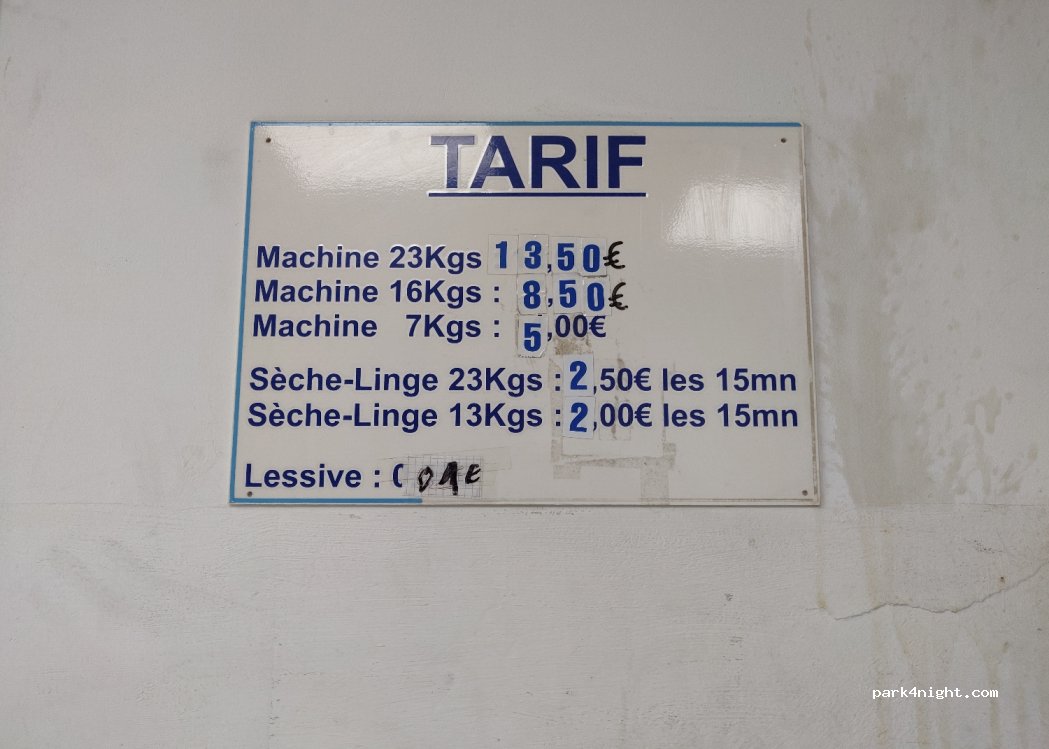 TARIF
Machine 23Kgs 13,50€
Machine 16Kgs : 8,50€
Machine 7Kgs : 5,00€
Sèche-Linge 23Kgs : 2,50€ les 15mn
Sèche-Linge 13Kgs : 2,00€ les 15mn
Lessive :
park4night.com